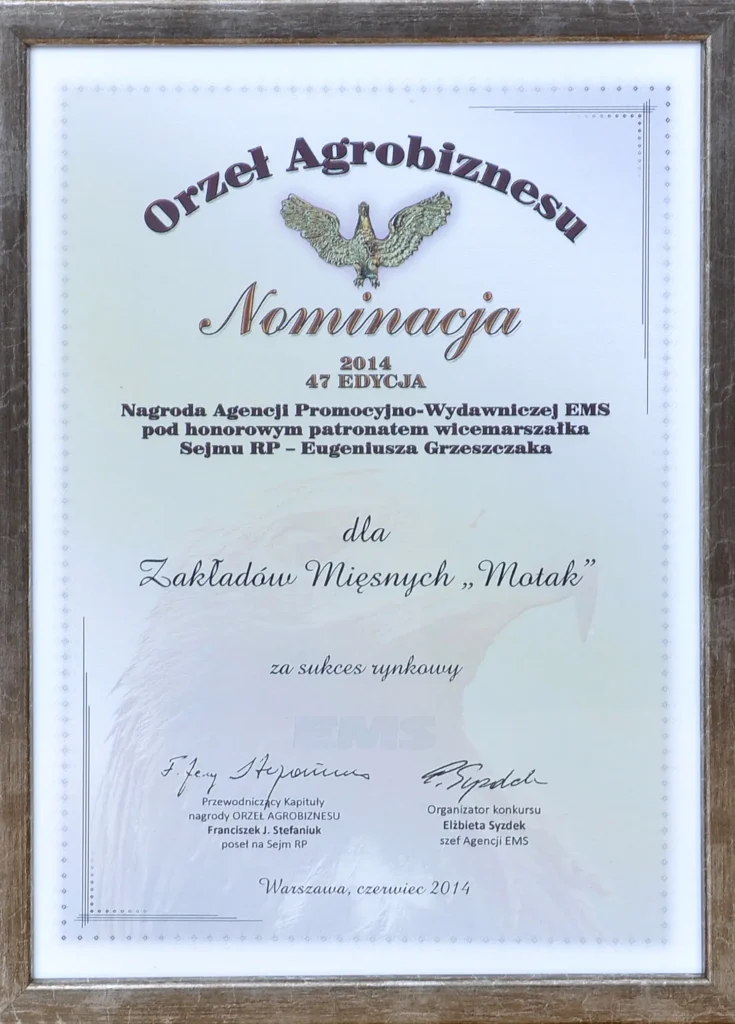 Orzeł Agrobiznesu
Nominacja
2014
47 EDYCJA
Nagroda Agencji Promocyjno-Wydawniczej EMS
pod honorowym patronatem wicemarszałka
Sejmu RP – Eugeniusza Grzeszczaka
dla
Zakładów Mięsnych „Motak”
za sukces rynkowy
EMS
Przewodniczący Kapituły
nagrody ORZEŁ AGROBIZNESU
Franciszek J. Stefaniuk
poseł na Sejm RP
E. Syzdek
Organizator konkursu
Elżbieta Syzdek
szef Agencji EMS
Warszawa, czerwiec 2014